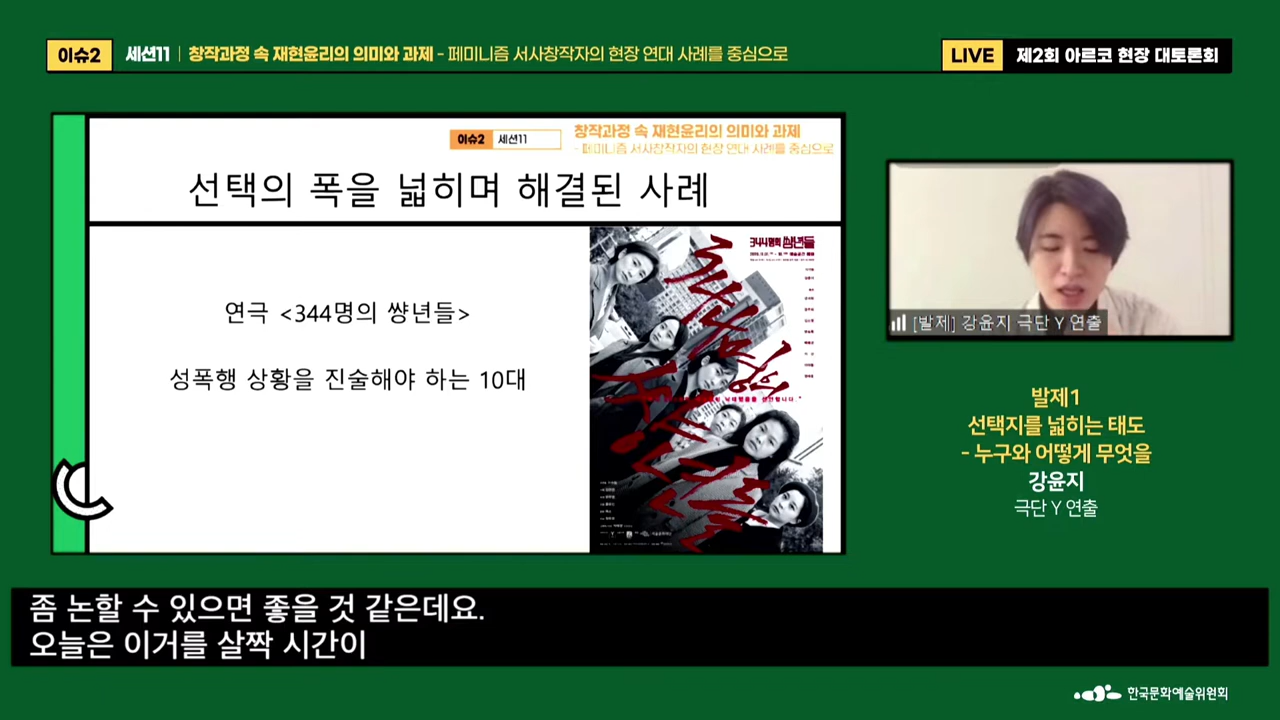 이슈2 세션11 | 창작과정 속 재현윤리의 의미와 과제 - 페미니즘 서사창작자의 현장 연대 사례를 중심으로
LIVE 제2회 아르코 현장 대토론회
이슈2 세션11
창작과정 속 재현윤리의 의미와 과제
- 페미니즘 서사창작자의 현장 연대 사례를 중심으로
선택의 폭을 넓히며 해결된 사례
연극 <344명의 썅년들>
성폭행 상황을 진술해야 하는 10대
344명의 썅년들
[발제] 강윤지 극단 Y 연출
발제1
선택지를 넓히는 태도
- 누구와 어떻게 무엇을
강윤지
극단 Y 연출
좀 논할 수 있으면 좋을 것 같은데요.
오늘은 이거를 살짝 시간이
한국문화예술위원회